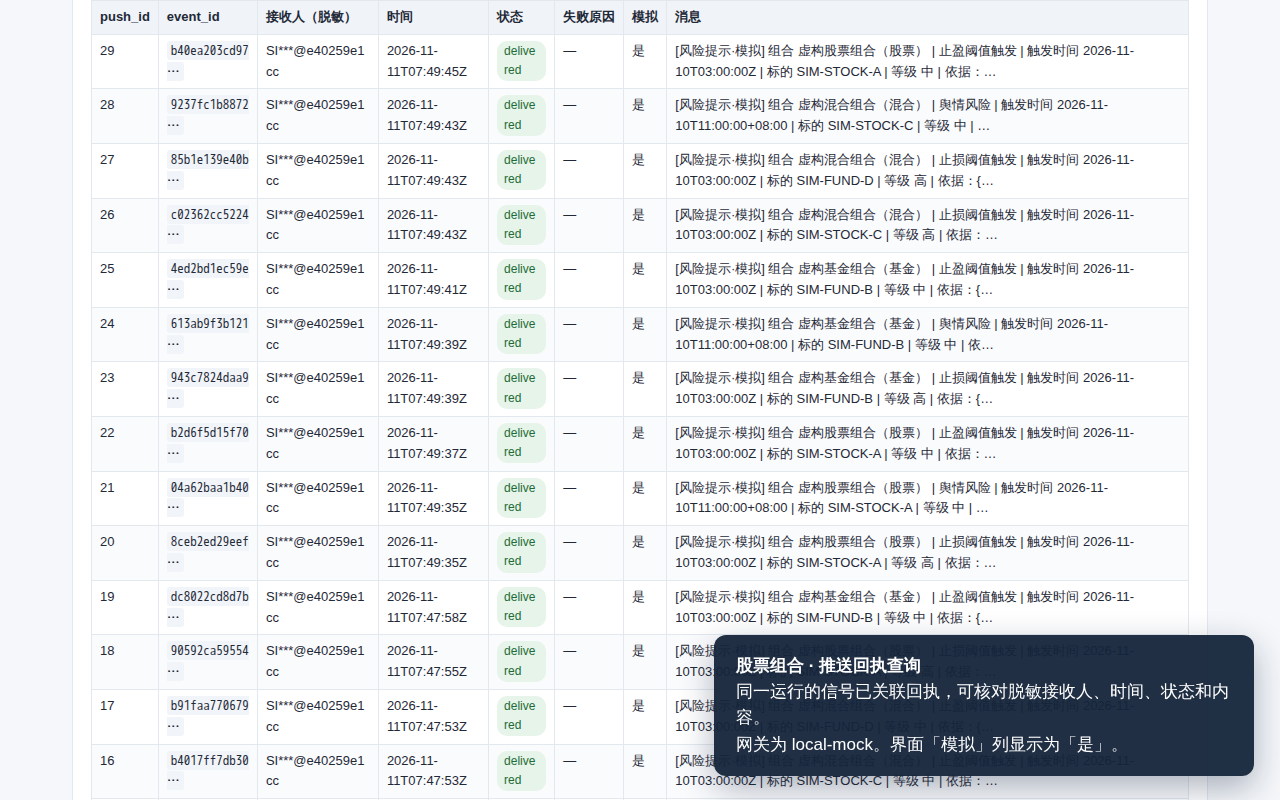 push_id event_id 接收人（脱敏） 时间 状态 失败原因 模拟 消息
29 b40ea203cd97… SI***@e40259e1cc 2026-11-11T07:49:45Z delivered — 是 [风险提示·模拟] 组合 虚构股票组合（股票） | 止盈阈值触发 | 触发时间 2026-11-10T03:00:00Z | 标的 SIM-STOCK-A | 等级 中 | 依据：…
28 9237fc1b8872… SI***@e40259e1cc 2026-11-11T07:49:43Z delivered — 是 [风险提示·模拟] 组合 虚构混合组合（混合） | 舆情风险 | 触发时间 2026-11-10T11:00:00+08:00 | 标的 SIM-STOCK-C | 等级 中 | …
27 85b1e139e40b… SI***@e40259e1cc 2026-11-11T07:49:43Z delivered — 是 [风险提示·模拟] 组合 虚构混合组合（混合） | 止损阈值触发 | 触发时间 2026-11-10T03:00:00Z | 标的 SIM-FUND-D | 等级 高 | 依据：{…
26 c02362cc5224… SI***@e40259e1cc 2026-11-11T07:49:43Z delivered — 是 [风险提示·模拟] 组合 虚构混合组合（混合） | 止损阈值触发 | 触发时间 2026-11-10T03:00:00Z | 标的 SIM-STOCK-C | 等级 高 | 依据：…
25 4ed2bd1ec59e… SI***@e40259e1cc 2026-11-11T07:49:41Z delivered — 是 [风险提示·模拟] 组合 虚构基金组合（基金） | 止盈阈值触发 | 触发时间 2026-11-10T03:00:00Z | 标的 SIM-FUND-B | 等级 中 | 依据：{…
24 613ab9f3b121… SI***@e40259e1cc 2026-11-11T07:49:39Z delivered — 是 [风险提示·模拟] 组合 虚构基金组合（基金） | 舆情风险 | 触发时间 2026-11-10T11:00:00+08:00 | 标的 SIM-FUND-B | 等级 中 | 依…
23 943c7824daa9… SI***@e40259e1cc 2026-11-11T07:49:39Z delivered — 是 [风险提示·模拟] 组合 虚构基金组合（基金） | 止损阈值触发 | 触发时间 2026-11-10T03:00:00Z | 标的 SIM-FUND-B | 等级 高 | 依据：{…
22 b2d6f5d15f70… SI***@e40259e1cc 2026-11-11T07:49:37Z delivered — 是 [风险提示·模拟] 组合 虚构股票组合（股票） | 止盈阈值触发 | 触发时间 2026-11-10T03:00:00Z | 标的 SIM-STOCK-A | 等级 中 | 依据：…
21 04a62baa1b40… SI***@e40259e1cc 2026-11-11T07:49:35Z delivered — 是 [风险提示·模拟] 组合 虚构股票组合（股票） | 舆情风险 | 触发时间 2026-11-10T11:00:00+08:00 | 标的 SIM-STOCK-A | 等级 中 | …
20 8ceb2ed29eef… SI***@e40259e1cc 2026-11-11T07:49:35Z delivered — 是 [风险提示·模拟] 组合 虚构股票组合（股票） | 止损阈值触发 | 触发时间 2026-11-10T03:00:00Z | 标的 SIM-STOCK-A | 等级 高 | 依据：…
19 dc8022cd8d7b… SI***@e40259e1cc 2026-11-11T07:47:58Z delivered — 是 [风险提示·模拟] 组合 虚构基金组合（基金） | 止盈阈值触发 | 触发时间 2026-11-10T03:00:00Z | 标的 SIM-FUND-B | 等级 中 | 依据：{…
18 90592ca59554… SI***@e40259e1cc 2026-11-11T07:47:55Z delivered — 是
17 b91faa770679… SI***@e40259e1cc 2026-11-11T07:47:53Z delivered — 是
16 b4017ff7db30… SI***@e40259e1cc 2026-11-11T07:47:53Z delivered — 是 10T03:00:00Z | 标的 SIM-STOCK-C | 等级 中 | 依据：…
股票组合 · 推送回执查询
同一运行的信号已关联回执，可核对脱敏接收人、时间、状态和内
容。
网关为 local-mock。界面「模拟」列显示为「是」。